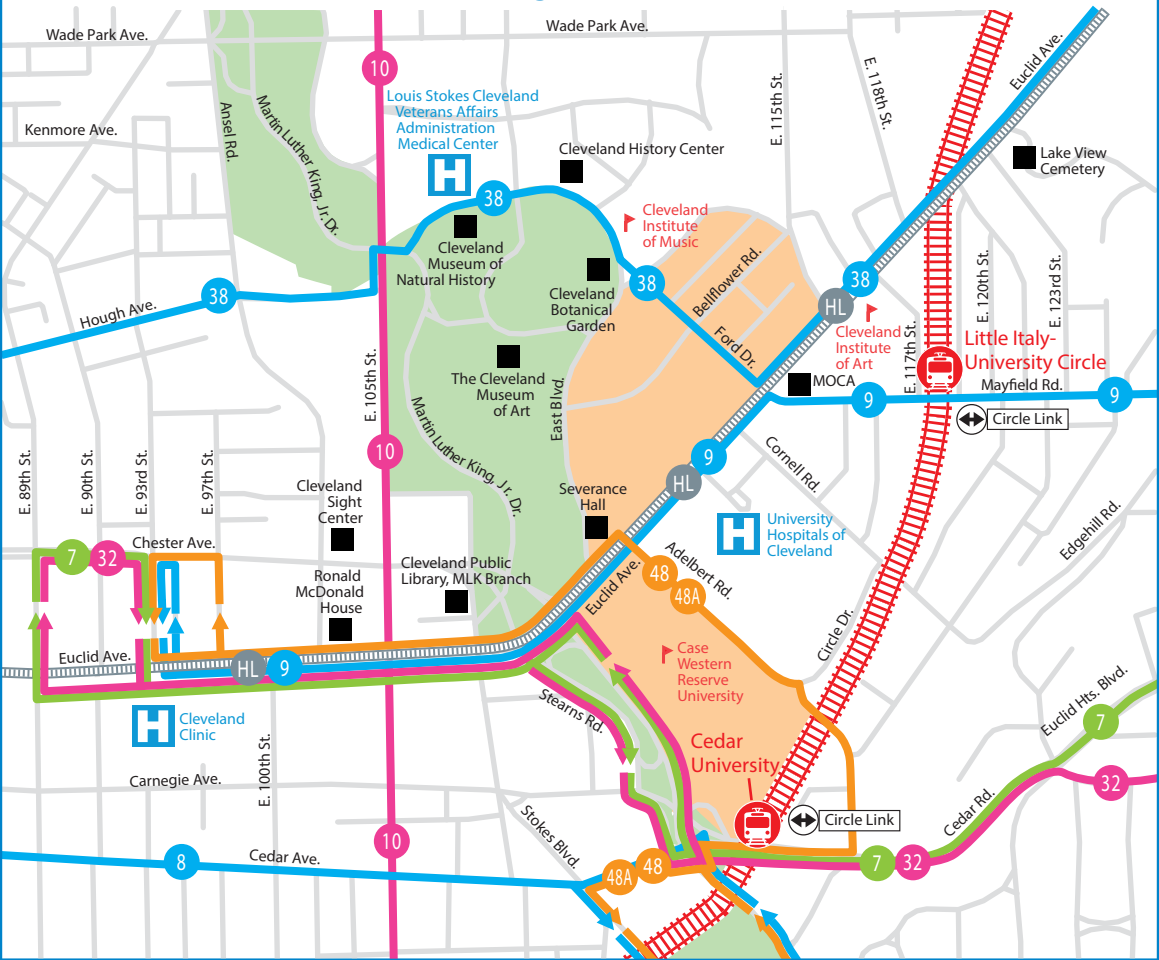 Wade Park Ave.
Wade Park Ave.
Euclid Ave.
10
E. 118th St.
E. 115th St.
Louis Stokes Cleveland
Veterans Affairs
Administration
Medical Center
Kenmore Ave.
Ansel Rd.
Martin Luther King, Jr. Dr.
H
Cleveland History Center
Lake View
Cemetery
38
Cleveland
Institute
of Music
Cleveland
Museum of
Natural History
Bellflower Rd.
E. 120th St.
E. 123rd St.
38
Hough Ave.
Cleveland
Botanical
Garden
38
38
HL
Cleveland
Institute
of Art
E. 117th St.
Ford Dr.
Little Italy-
University Circle
E. 105th St.
The Cleveland
Museum
of Art
East Blvd.
MOCA
Mayfield Rd.
9
9
Circle Link
Martin Luther King, Jr. Dr.
10
9
HL
Cornell Rd.
E. 89th St.
E. 90th St.
E. 93rd St.
E. 97th St.
Cleveland
Sight
Center
Severance
Hall
H
University
Hospitals of
Cleveland
Edgehill Rd.
Chester Ave.
7
32
Ronald
McDonald
House
Cleveland Public
Library, MLK Branch
Euclid Ave.
48
48A
Adelbert Rd.
Circle Dr.
Euclid Ave.
HL
9
Case
Western
Reserve
University
H
Cleveland
Clinic
Stearns Rd.
Euclid Hts. Blvd.
7
E. 100th St.
Carnegie Ave.
Cedar
University
32
Stokes Blvd.
Circle Link
Cedar Rd.
10
8
Cedar Ave.
48A
48
7
32